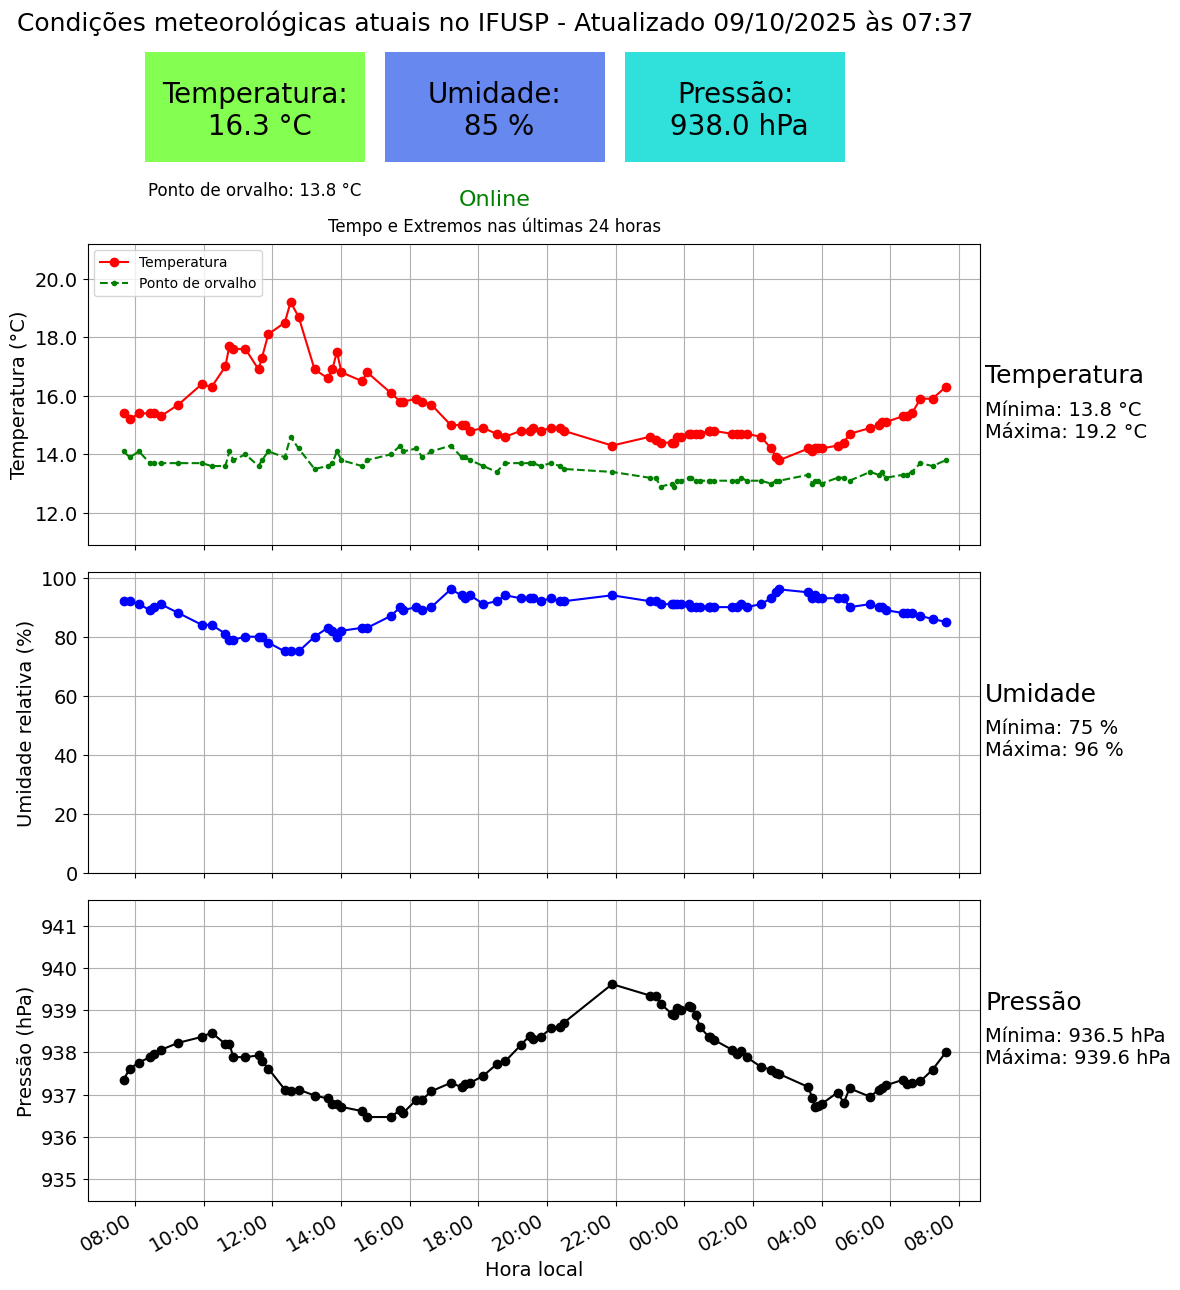 Condições meteorológicas atuais no IFUSP - Atualizado 09/10/2025 às 07:37
Temperatura:
16.3 °C
Umidade:
85 %
Pressão:
938.0 hPa
Ponto de orvalho: 13.8 °C
Online
Tempo e Extremos nas últimas 24 horas
Temperatura
Ponto de orvalho
Temperatura (°C)
20.0
18.0
16.0
14.0
12.0
Temperatura
Mínima: 13.8 °C
Máxima: 19.2 °C
Umidade relativa (%)
100
80
60
40
20
0
Umidade
Mínima: 75 %
Máxima: 96 %
Pressão (hPa)
941
940
939
938
937
936
935
Pressão
Mínima: 936.5 hPa
Máxima: 939.6 hPa
08:00 10:00 12:00 14:00 16:00 18:00 20:00 22:00 00:00 02:00 04:00 06:00 08:00
Hora local